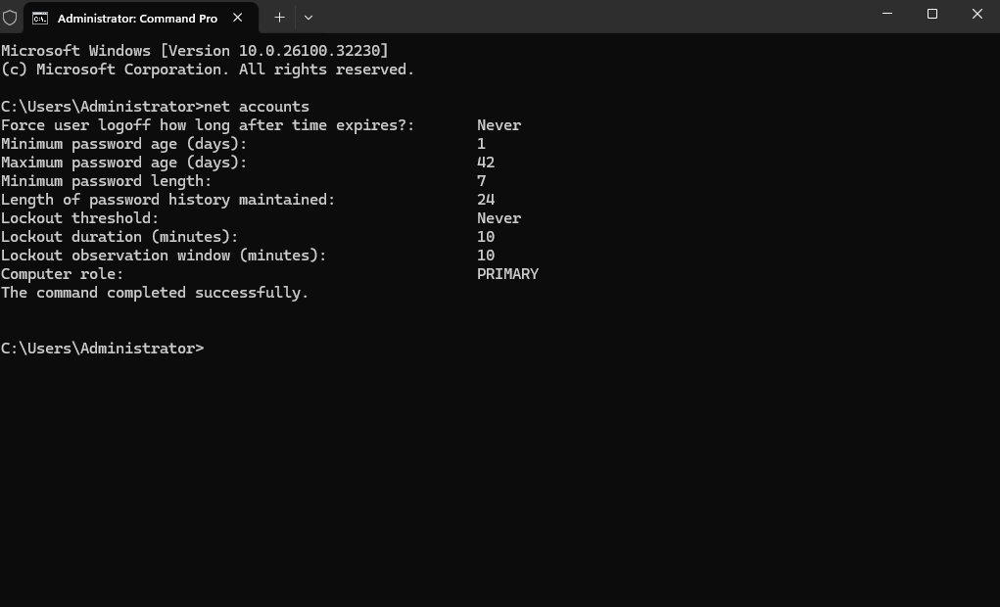 Administrator: Command Pro
Microsoft Windows [Version 10.0.26100.32230]
(c) Microsoft Corporation. All rights reserved.
C:\Users\Administrator>net accounts
Force user logoff how long after time expires?: Never
Minimum password age (days): 1
Maximum password age (days): 42
Minimum password length: 7
Length of password history maintained: 24
Lockout threshold: Never
Lockout duration (minutes): 10
Lockout observation window (minutes): 10
Computer role: PRIMARY
The command completed successfully.
C:\Users\Administrator>